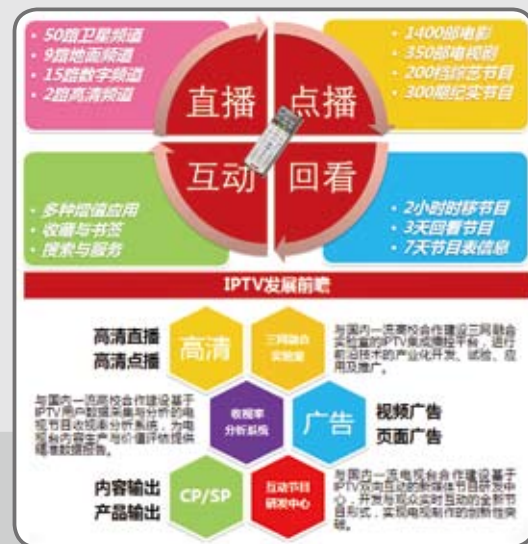 50路卫星频道
9路地面频道
15路数字频道
2路高清频道
1400部电影
350部电视剧
200档综艺节目
300期纪实节目
直播
点播
互动
回看
多种增值应用
收藏与书签
搜索与服务
2小时时移节目
3天回看节目
7天节目表信息
IPTV发展前瞻
高清直播
高清点播
高清
三网融合
实验室
与国内一流高校合作建设三网融合
实验室的IPTV集成播控平台，进行
前沿技术的产业化开发、试验、应
用及推广。
与国内一流高校合作建设基于
IPTV用户数据采集与分析的电
视节目收视率分析系统，为电
视台内容生产与价值评估提供
精准数据报告。
收视率
分析系统
广告
视频广告
页面广告
内容输出
产品输出
CP/SP
互动节目
研发中心
与国内一流电视台合作建设基于
IPTV双向互动的新媒体节目研发中
心，开发与观众实时互动的全新节
目形式，实现电视制作的创新性突
破。